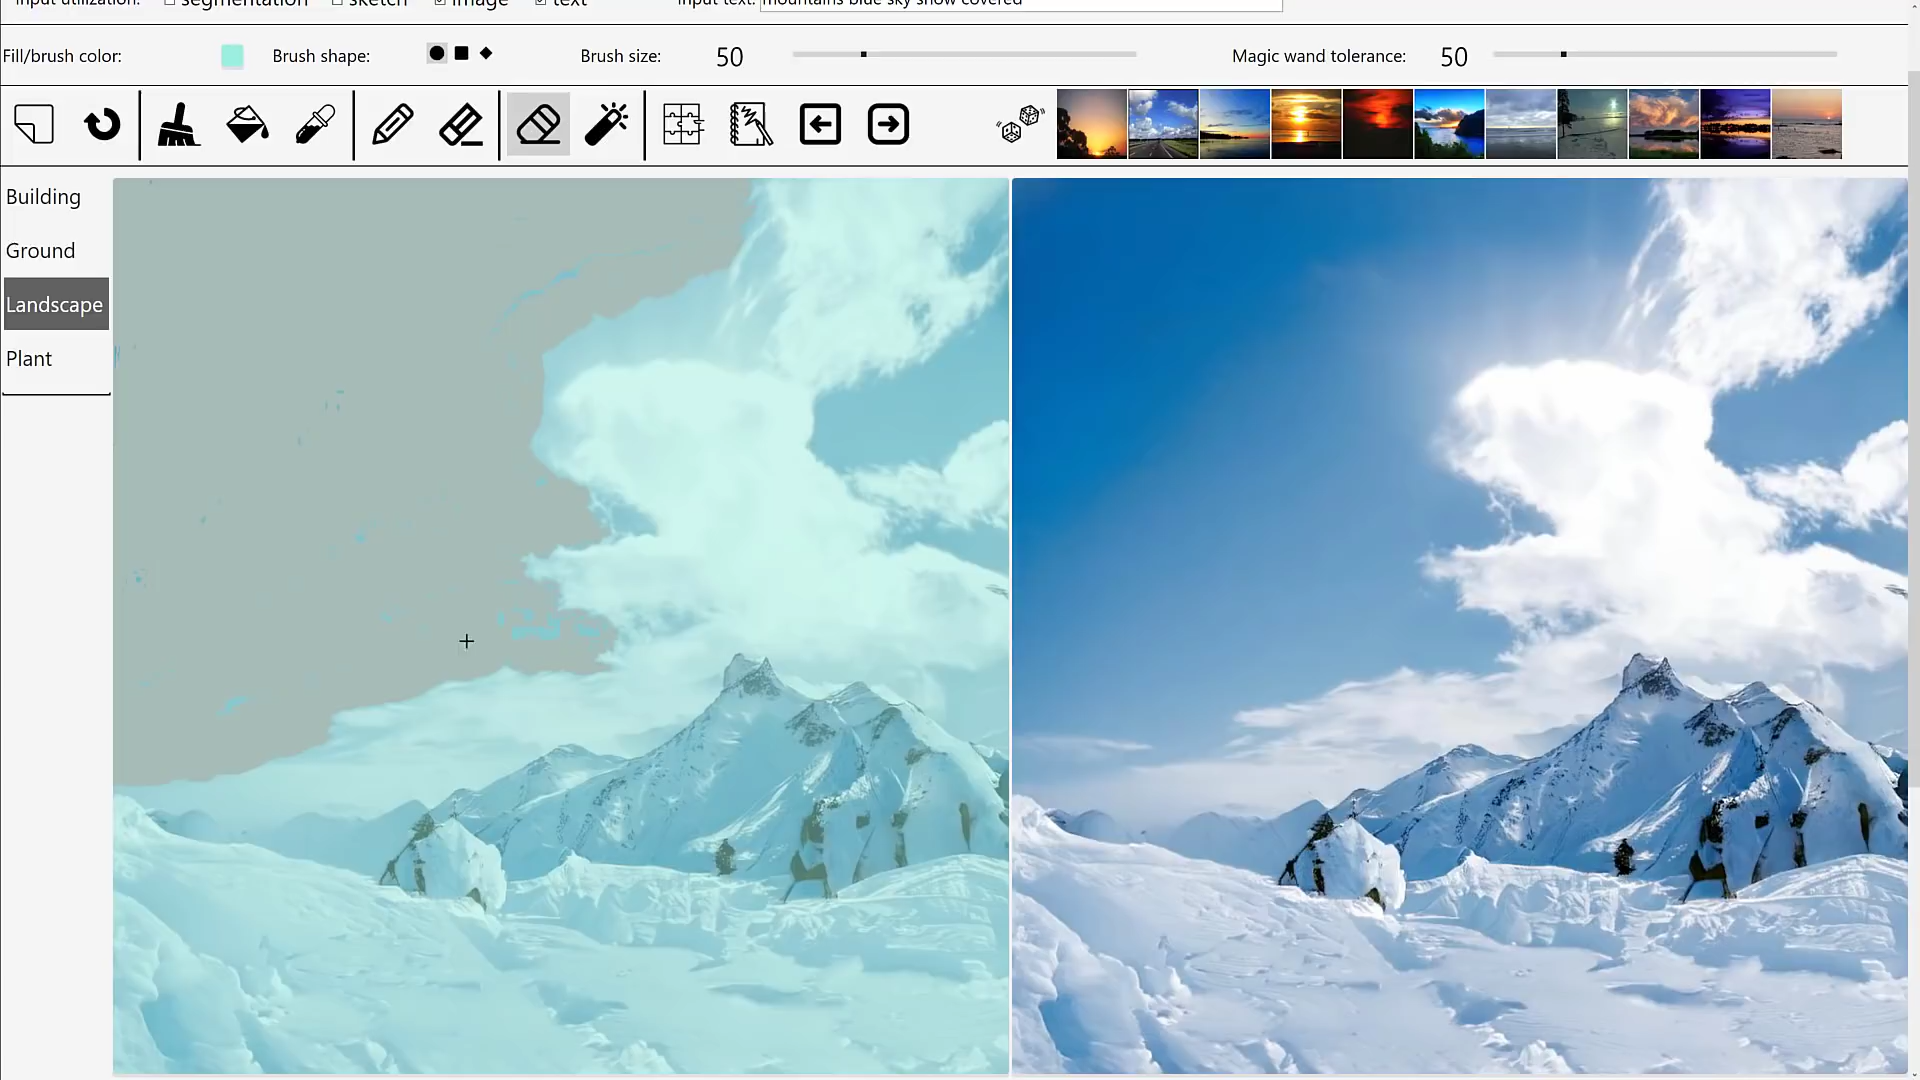 Input utilization: segmentation sketch image text Input text: mountains blue sky snow covered
Fill/brush color: Brush shape: Brush size: 50 Magic wand tolerance: 50
Building
Ground
Landscape
Plant